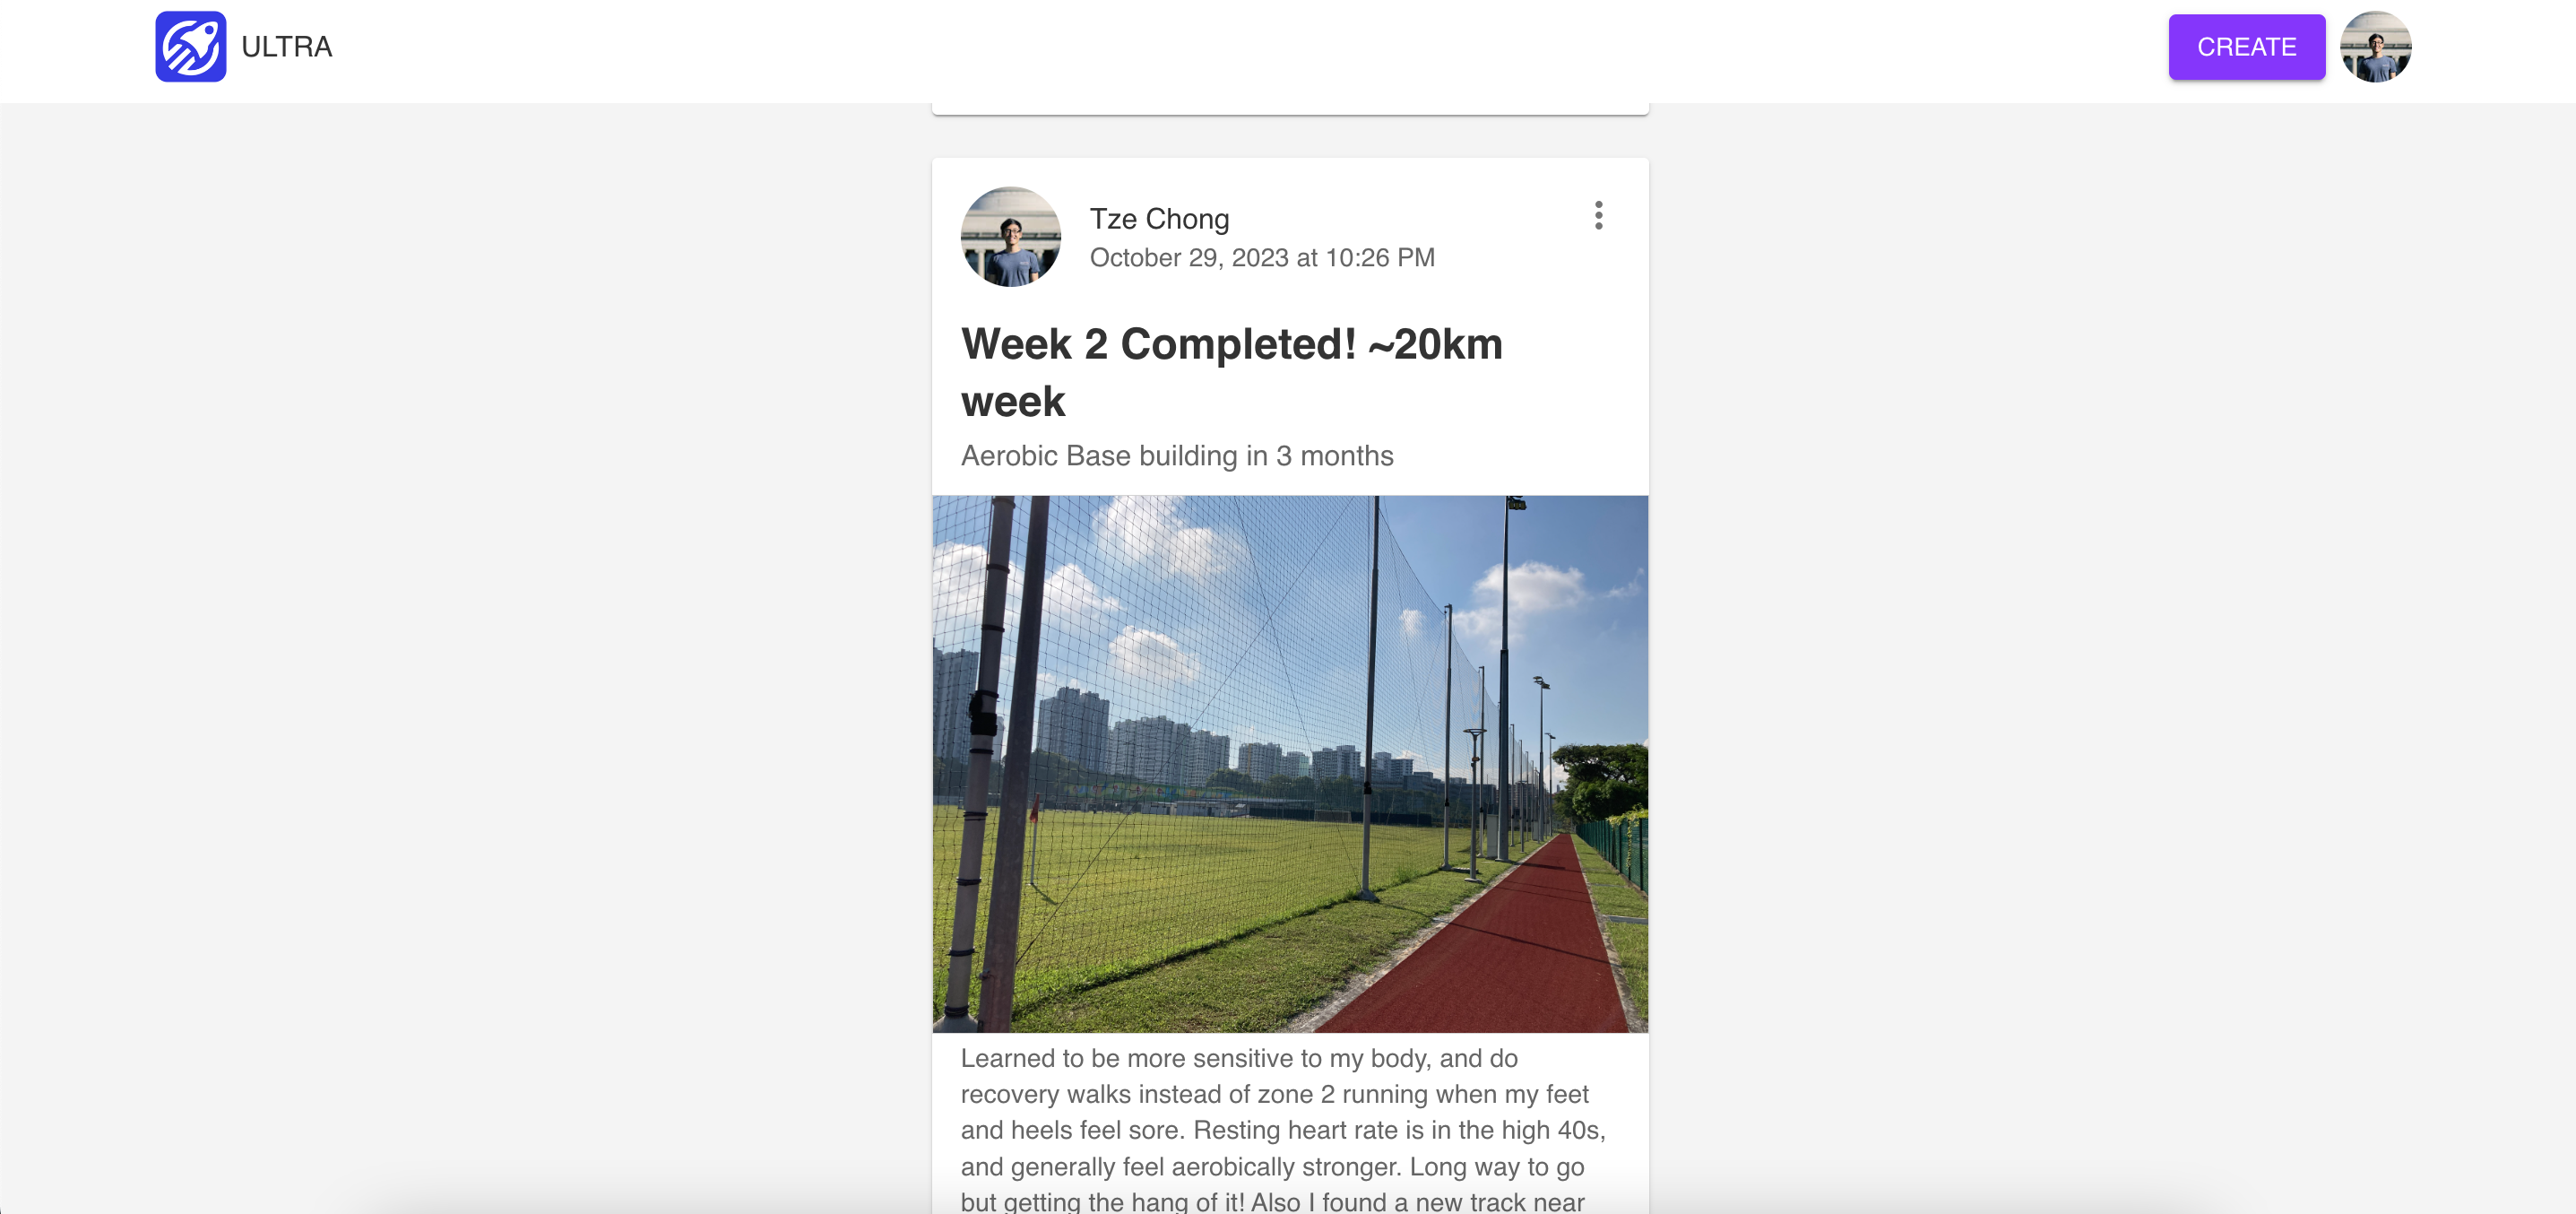 ULTRA
CREATE
Tze Chong
October 29, 2023 at 10:26 PM
Week 2 Completed! ~20km
week
Aerobic Base building in 3 months
Learned to be more sensitive to my body, and do
recovery walks instead of zone 2 running when my feet
and heels feel sore. Resting heart rate is in the high 40s,
and generally feel aerobically stronger. Long way to go
but getting the hang of it! Also I found a new track near